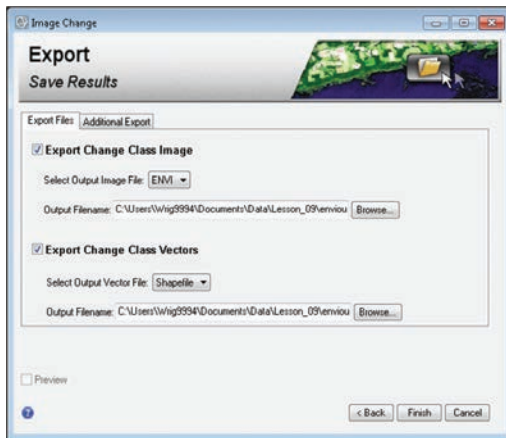 Image Change
Export
Save Results
Export Files Additional Export
Export Change Class Image
Select Output Image File: ENVI
Output Filename: C:\Users\Wrig9994\Documents\Data\Lesson_09\enviou Browse...
Export Change Class Vectors
Select Output Vector File: Shapefile
Output Filename: C:\Users\Wrig9994\Documents\Data\Lesson_09\enviou Browse...
Preview
? < Back Finish Cancel